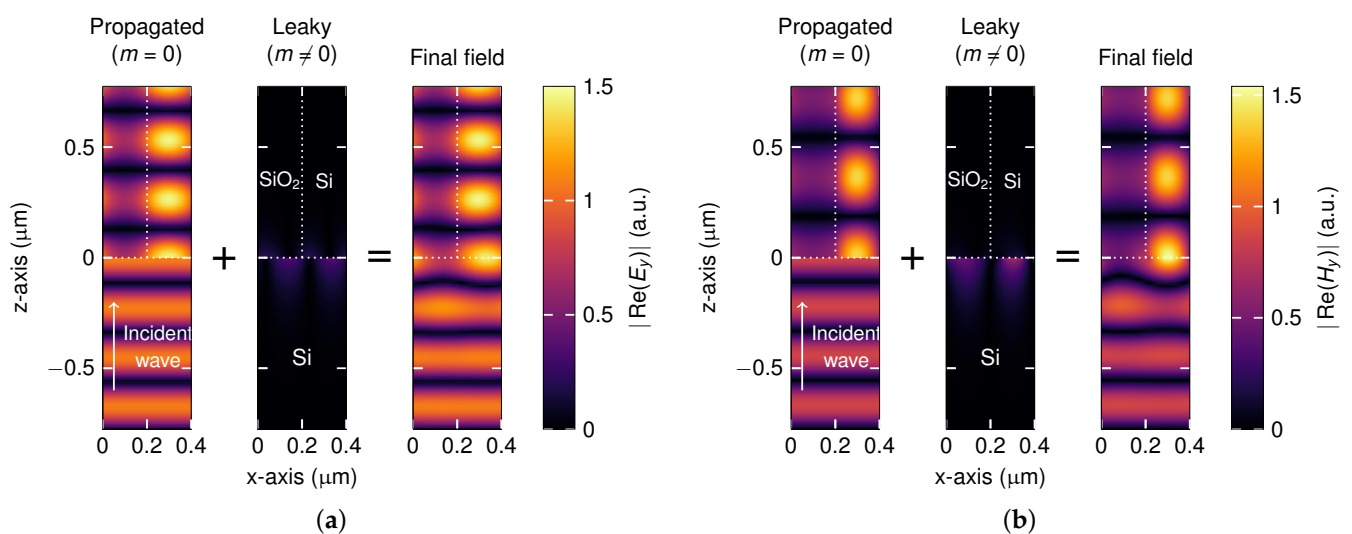 Propagated
(m = 0)
Leaky
(m ≠ 0)
Final field
z-axis (μm)
0.5
0
−0.5
SiO2
Si
Incident
wave
Si
+
=
0
0.2
0.4
0
0.2
0.4
0
0.2
0.4
x-axis (μm)
1.5
1
0.5
0
| Re(Ey)| (a.u.)
(a)
Propagated
(m = 0)
Leaky
(m ≠ 0)
Final field
z-axis (μm)
0.5
0
−0.5
SiO2
Si
Incident
wave
Si
+
=
0
0.2
0.4
0
0.2
0.4
0
0.2
0.4
x-axis (μm)
1.5
1
0.5
0
| Re(Hy)| (a.u.)
(b)